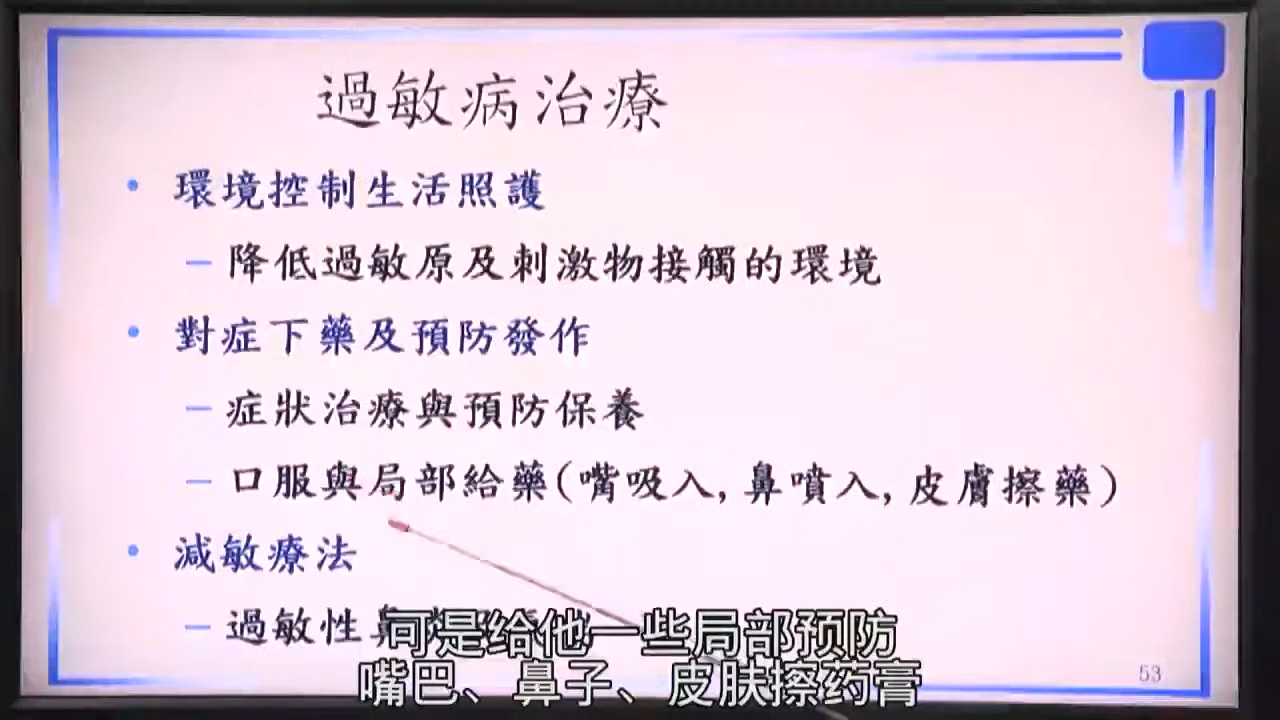 過敏病治療
• 環境控制生活照護
– 降低過敏原及刺激物接觸的環境
• 對症下藥及預防發作
– 症狀治療與預防保養
– 口服與局部給藥(嘴吸入,鼻噴入,皮膚擦藥)
• 減敏療法
– 過敏性鼻
可是给他一些局部预防
嘴巴、鼻子、皮肤擦药膏
53